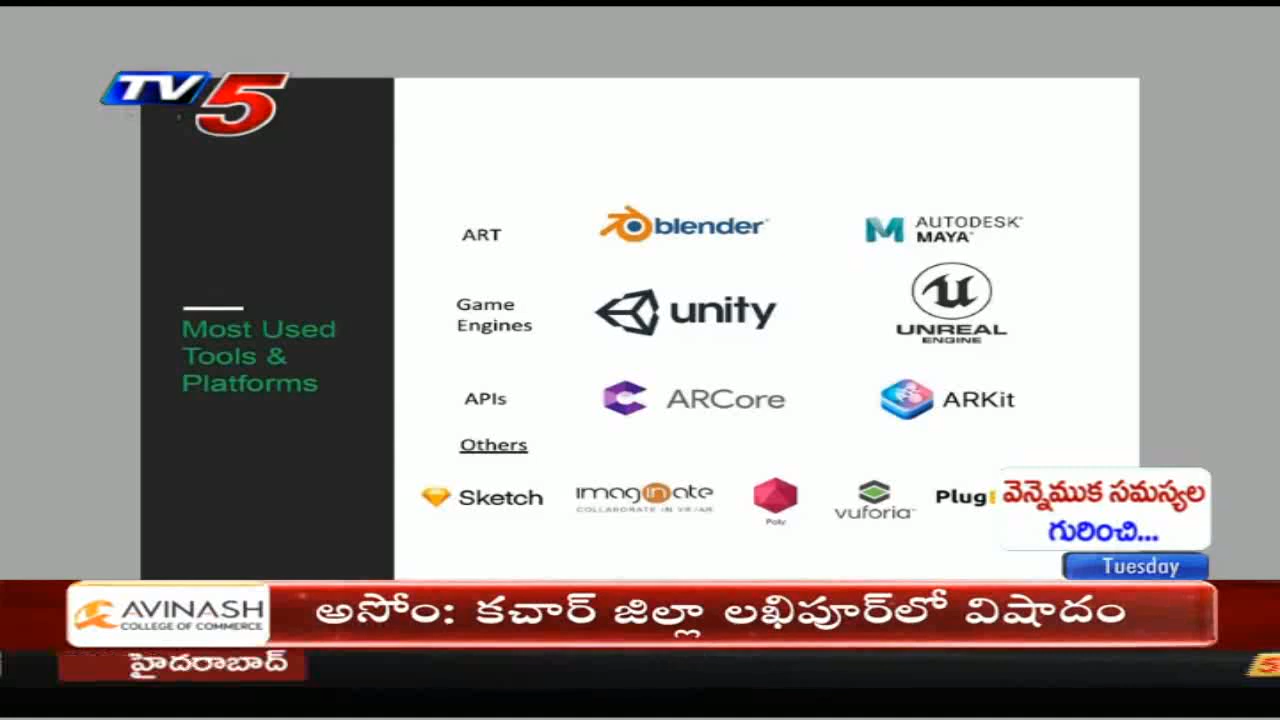 TV5
ART
blender
AUTODESK
MAYA
Game
Engines
unity
UNREAL
ENGINE
Most Used
Tools &
Platforms
APIs
ARCore
ARKit
Others
Sketch
imaginate
COLLABORATE IN VR/AR
Poly
vuforia
Plug
వెన్నెముక సమస్యల
గురించి...
Tuesday
AVINASH
COLLEGE OF COMMERCE
అసోం: కచార్ జిల్లా లఖిపూర్‌లో విషాదం
హైదరాబాద్